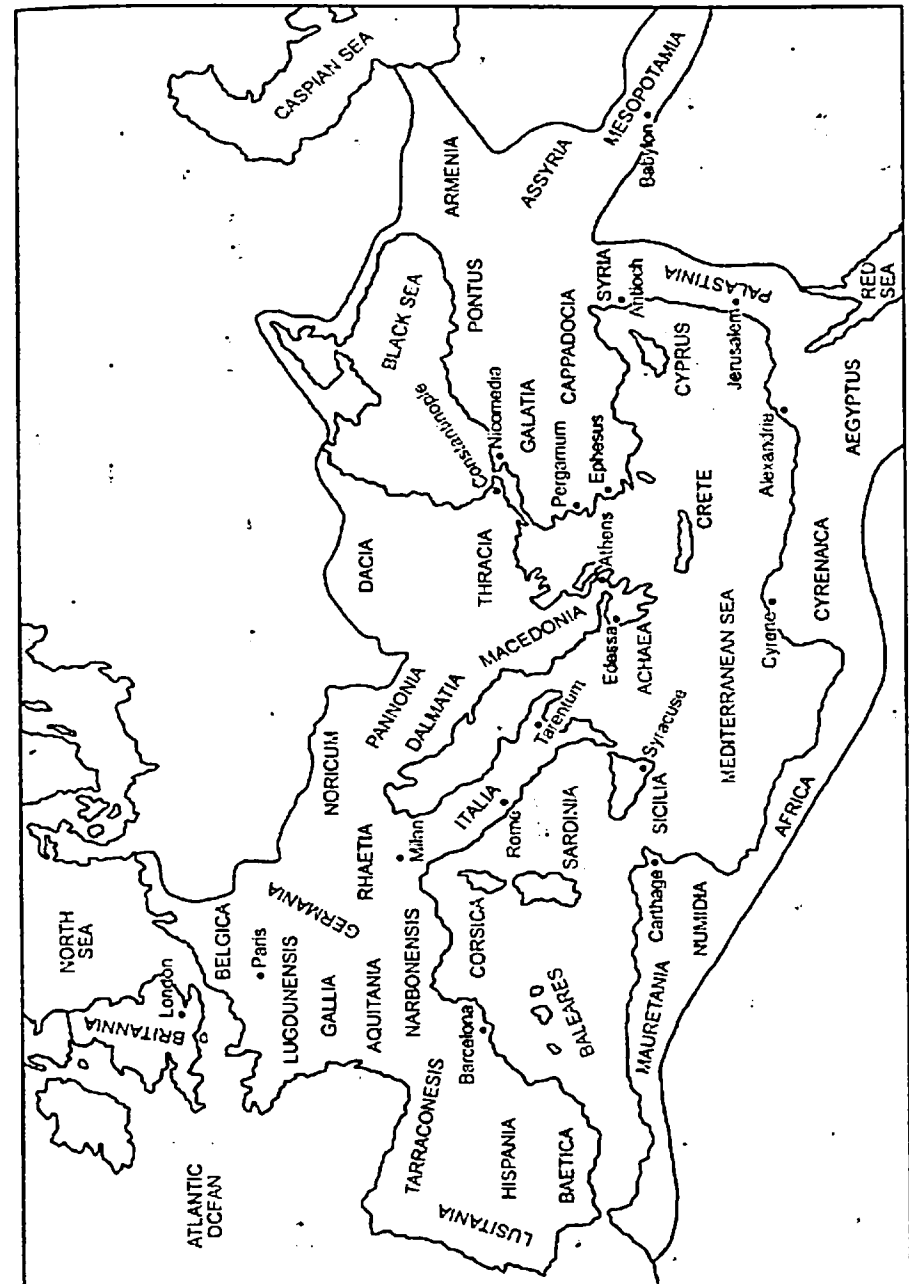 NORTH
SEA
ATLANTIC
OCEAN
BRITANNIA
London
BELGICA
Paris
LUGDUNENSIS
GALLIA
GERMANIA
AQUITANIA
RHAETIA
NORICUM
NARBONENSIS
Milan
PANNONIA
DALMATIA
DACIA
THRACIA
MACEDONIA
BLACK SEA
CASPIAN SEA
Constantinople
Nicomedia
PONTUS
ARMENIA
GALATIA
CAPPADOCIA
ASSYRIA
MESOPOTAMIA
Babylon
TARRACONESIS
HISPANIA
LUSITANIA
BAETICA
Barcelona
CORSICA
BALEARES
ITALIA
Rome
SARDINIA
Tarentum
Edassa
ACHAEA
Athens
Pergamum
Ephesus
SYRIA
Antioch
CYPRUS
PALASTINIA
Jerusalem
CRETE
SICILIA
Syracuse
MEDITERRANEAN SEA
Carthage
MAURETANIA
NUMIDIA
AFRICA
Cyrene
CYRENAICA
Alexandria
AEGYPTUS
RED
SEA